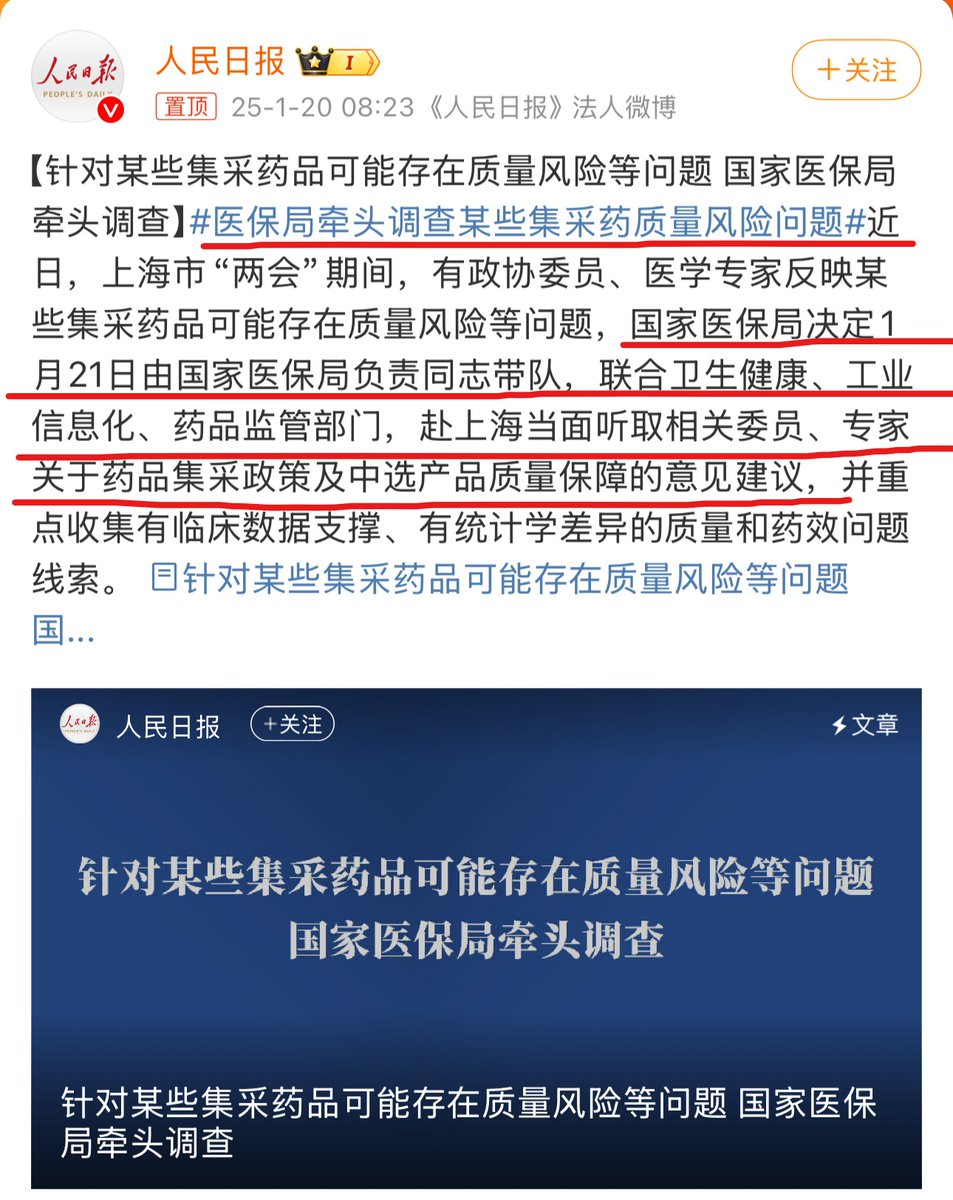 人民日报
PEOPLE'S DAILY
人民日报 I
+关注
置顶 25-1-20 08:23 《人民日报》法人微博
【针对某些集采药品可能存在质量风险等问题 国家医保局
牵头调查】#医保局牵头调查某些集采药质量风险问题#近
日，上海市“两会”期间，有政协委员、医学专家反映某
些集采药品可能存在质量风险等问题，国家医保局决定1
月21日由国家医保局负责同志带队，联合卫生健康、工业
信息化、药品监管部门，赴上海当面听取相关委员、专家
关于药品集采政策及中选产品质量保障的意见建议，并重
点收集有临床数据支撑、有统计学差异的质量和药效问题
线索。 针对某些集采药品可能存在质量风险等问题
国...
人民日报
人民日报
+关注
文章
针对某些集采药品可能存在质量风险等问题
国家医保局牵头调查
针对某些集采药品可能存在质量风险等问题 国家医保
局牵头调查